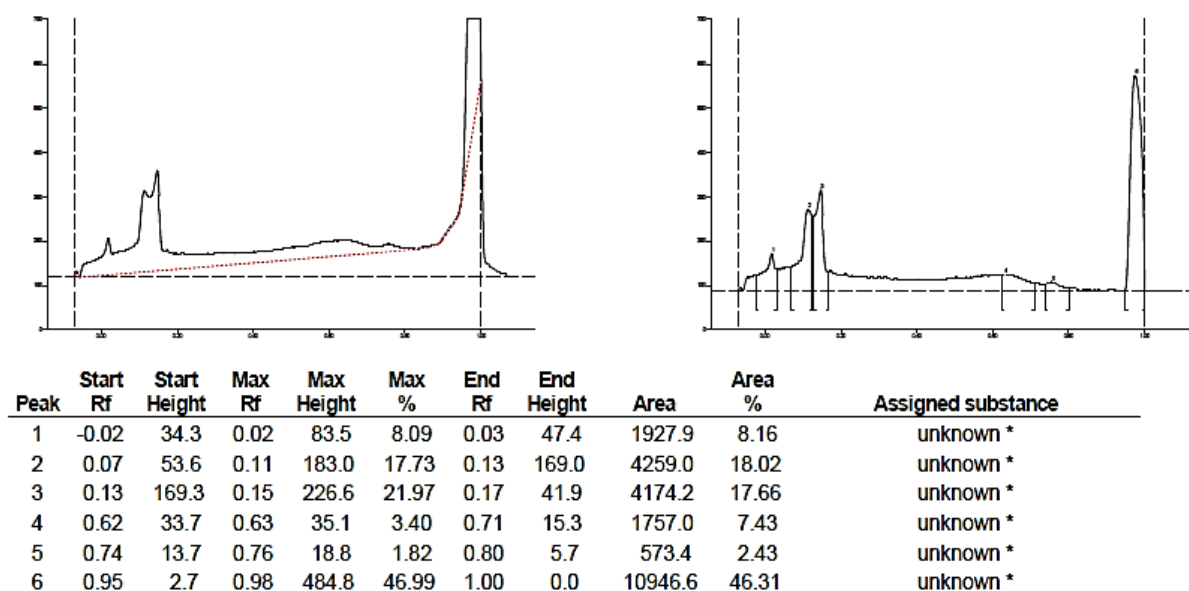 Peak Start Rf Start Height Max Rf Max Height Max % End Rf End Height Area Area % Assigned substance
1 -0.02 34.3 0.02 83.5 8.09 0.03 47.4 1927.9 8.16 unknown *
2 0.07 53.6 0.11 183.0 17.73 0.13 169.0 4259.0 18.02 unknown *
3 0.13 169.3 0.15 226.6 21.97 0.17 41.9 4174.2 17.66 unknown *
4 0.62 33.7 0.63 35.1 3.40 0.71 15.3 1757.0 7.43 unknown *
5 0.74 13.7 0.76 18.8 1.82 0.80 5.7 573.4 2.43 unknown *
6 0.95 2.7 0.98 484.8 46.99 1.00 0.0 10946.6 46.31 unknown *